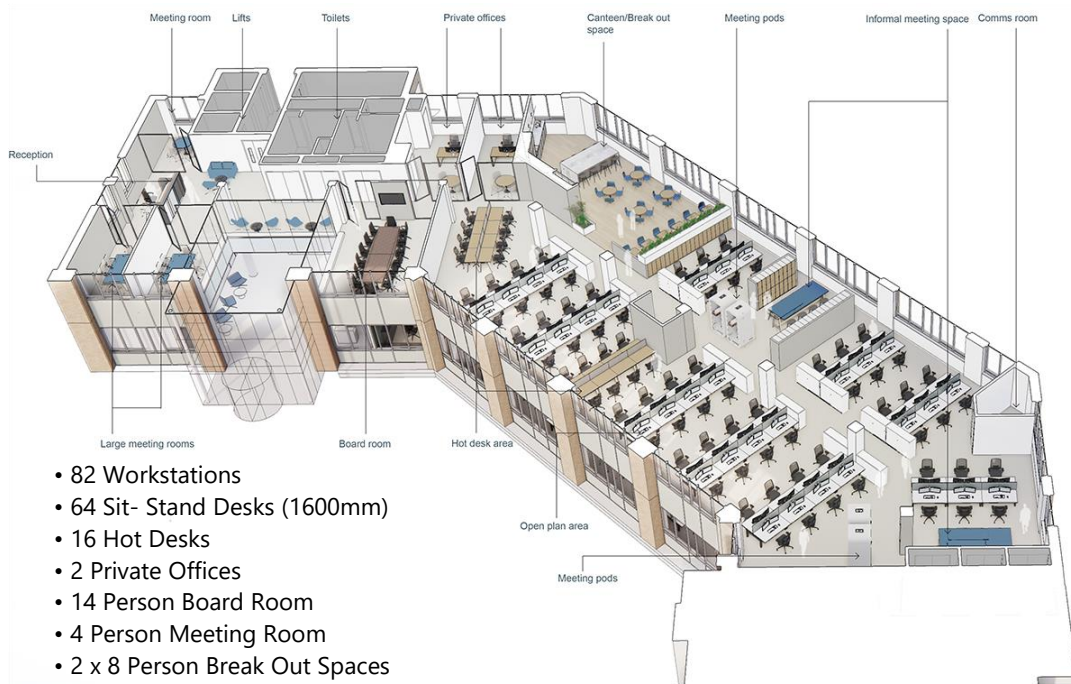 Meeting room
Lifts
Toilets
Private offices
Canteen/Break out
space
Meeting pods
Informal meeting space
Comms room
Reception
Large meeting rooms
Board room
Hot desk area
Open plan area
Meeting pods
• 82 Workstations
• 64 Sit- Stand Desks (1600mm)
• 16 Hot Desks
• 2 Private Offices
• 14 Person Board Room
• 4 Person Meeting Room
• 2 x 8 Person Break Out Spaces